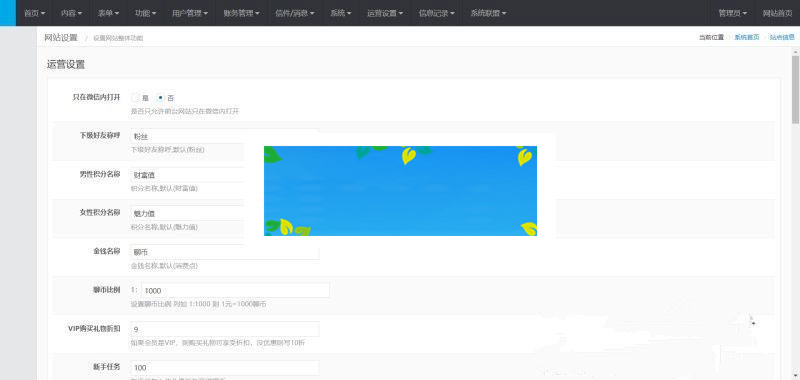 首页 内容 表单 功能 用户管理 账务管理 信件/消息 系统 运营设置 信息记录 系统联盟 管理员 网站首页
网站设置 / 设置网站整体功能 当前位置 系统首页 站点信息
运营设置
只在微信内打开 是 否
是否只允许前台网站只在微信内打开
下级好友称呼 粉丝
下级好友称呼,默认(粉丝)
男性积分名称 财富值
积分名称,默认(财富值)
女性积分名称 魅力值
积分名称,默认(魅力值)
金钱名称 聊币
金钱名称,默认(消费点)
聊币比例 1: 1000
设置聊币比例 列如 1:1000 则 1元=1000聊币
VIP购买礼物折扣 9
如果会员是VIP，则购买礼物可享受折扣，没优惠则写10折
新手任务 100